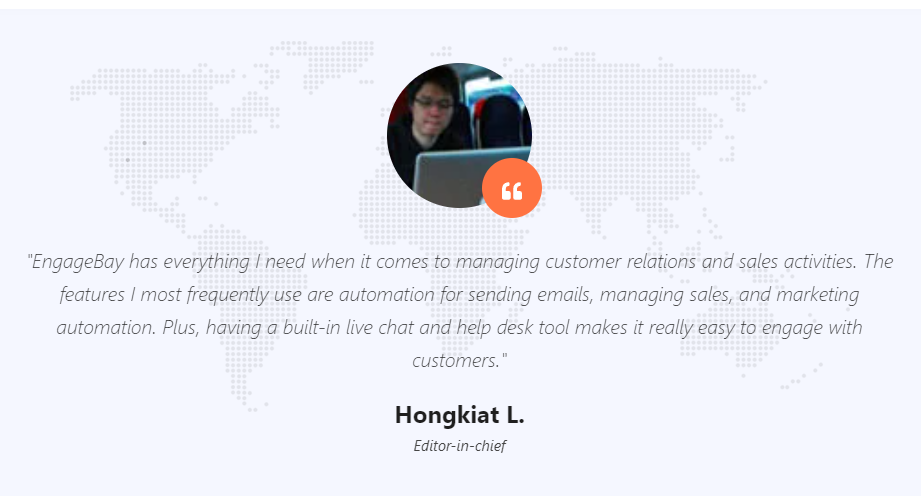 "EngageBay has everything I need when it comes to managing customer relations and sales activities. The
features I most frequently use are automation for sending emails, managing sales, and marketing
automation. Plus, having a built-in live chat and help desk tool makes it really easy to engage with
customers."
Hongkiat L.
Editor-in-chief